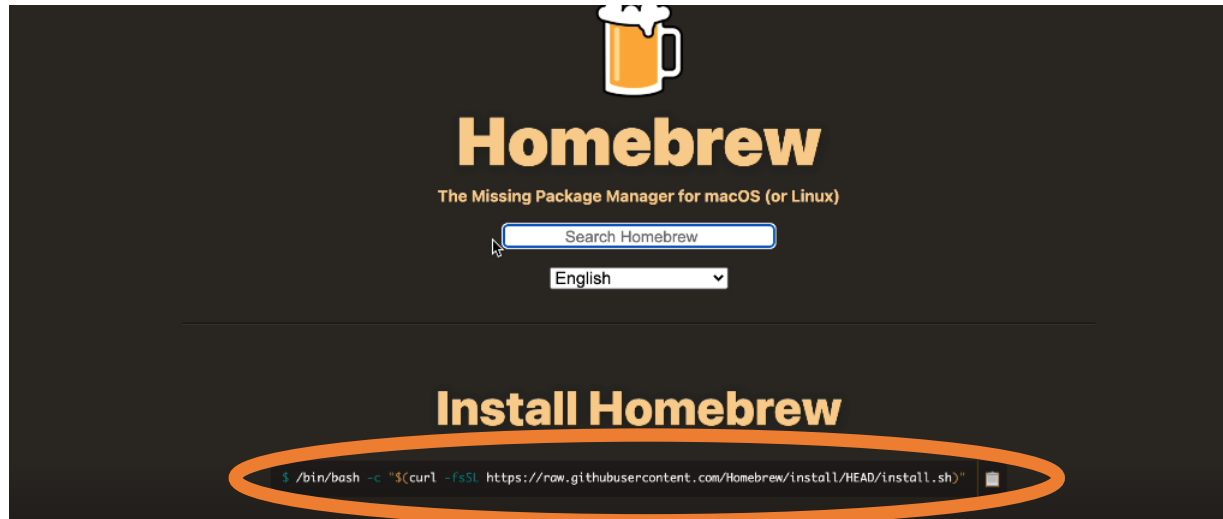 Homebrew
The Missing Package Manager for macOS (or Linux)
Search Homebrew
English
Install Homebrew
$ /bin/bash -c "$(curl -fsSL https://raw.githubusercontent.com/Homebrew/install/HEAD/install.sh)"